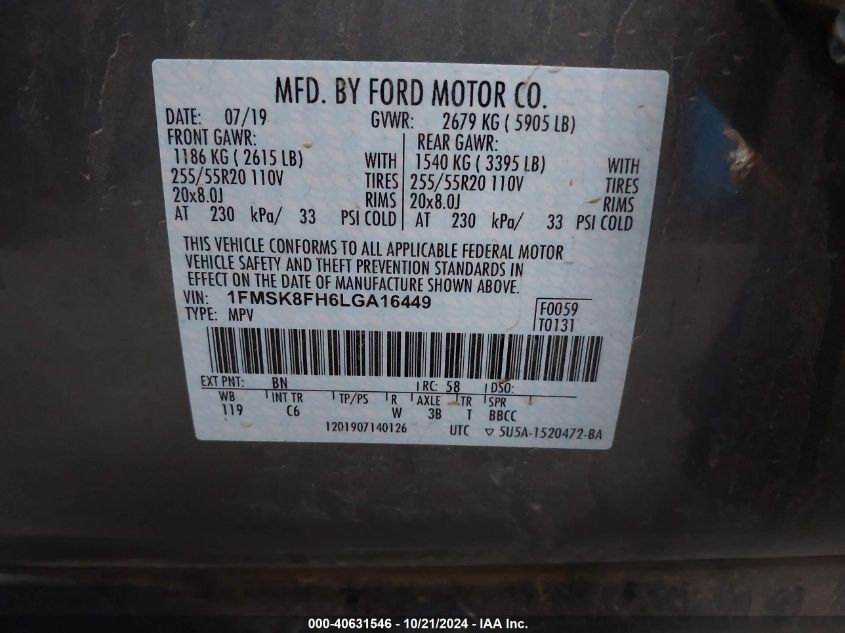 MFD. BY FORD MOTOR CO.
DATE: 07/19 GVWR: 2679 KG ( 5905 LB)
FRONT GAWR: REAR GAWR:
1186 KG ( 2615 LB) WITH 1540 KG ( 3395 LB) WITH
255/55R20 110V TIRES 255/55R20 110V TIRES
20x8.0J RIMS 20x8.0J RIMS
AT 230 kPa/ 33 PSI COLD AT 230 kPa/ 33 PSI COLD
THIS VEHICLE CONFORMS TO ALL APPLICABLE FEDERAL MOTOR
VEHICLE SAFETY AND THEFT PREVENTION STANDARDS IN
EFFECT ON THE DATE OF MANUFACTURE SHOWN ABOVE.
VIN: 1FMSK8FH6LGA16449 F0059
TYPE: MPV T0131
EXT PNT: BN RC: 58 DSO:
WB INT TR TP/PS R AXLE TR SPR
119 C6 W 3B T BBCC
1201907140126 UTC ▽ 5U5A-1520472-BA
000-40631546 - 10/21/2024 - IAA Inc.